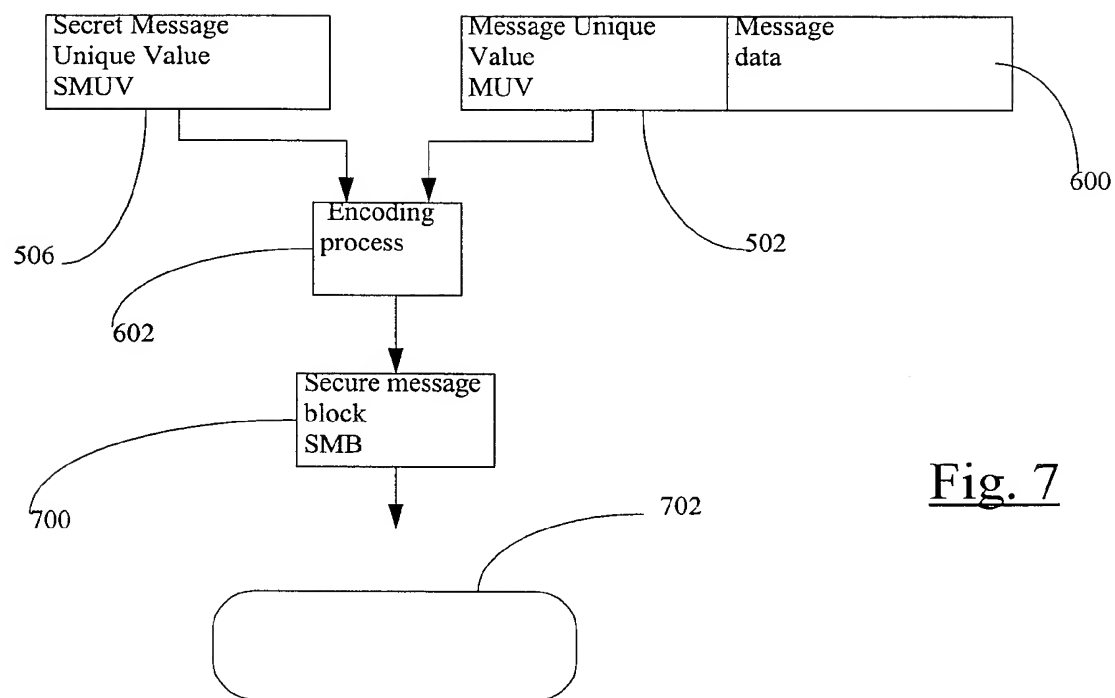 Secret Message
Unique Value
SMUV
Message Unique
Value
MUV
Message
data
600
Encoding
process
506
502
602
Secure message
block
SMB
700
702
Fig. 7